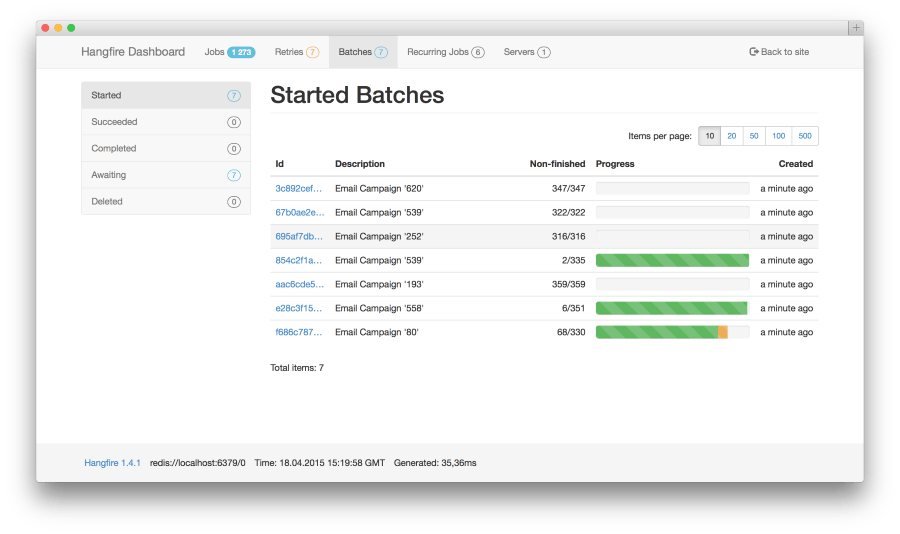 Hangfire Dashboard Jobs 1 273 Retries 7 Batches 7 Recurring Jobs 6 Servers 1 Back to site
Started 7
Succeeded 0
Completed 0
Awaiting 7
Deleted 0
Started Batches
Items per page: 10 20 50 100 500
Id Description Non-finished Progress Created
3c892cef... Email Campaign '620' 347/347 a minute ago
67b0ae2e... Email Campaign '539' 322/322 a minute ago
695af7db... Email Campaign '252' 316/316 a minute ago
854c2f1a... Email Campaign '539' 2/335 a minute ago
aac6cde5... Email Campaign '193' 359/359 a minute ago
e28c3f15... Email Campaign '558' 6/351 a minute ago
f686c787... Email Campaign '80' 68/330 a minute ago
Total items: 7
Hangfire 1.4.1 redis://localhost:6379/0 Time: 18.04.2015 15:19:58 GMT Generated: 35,36ms